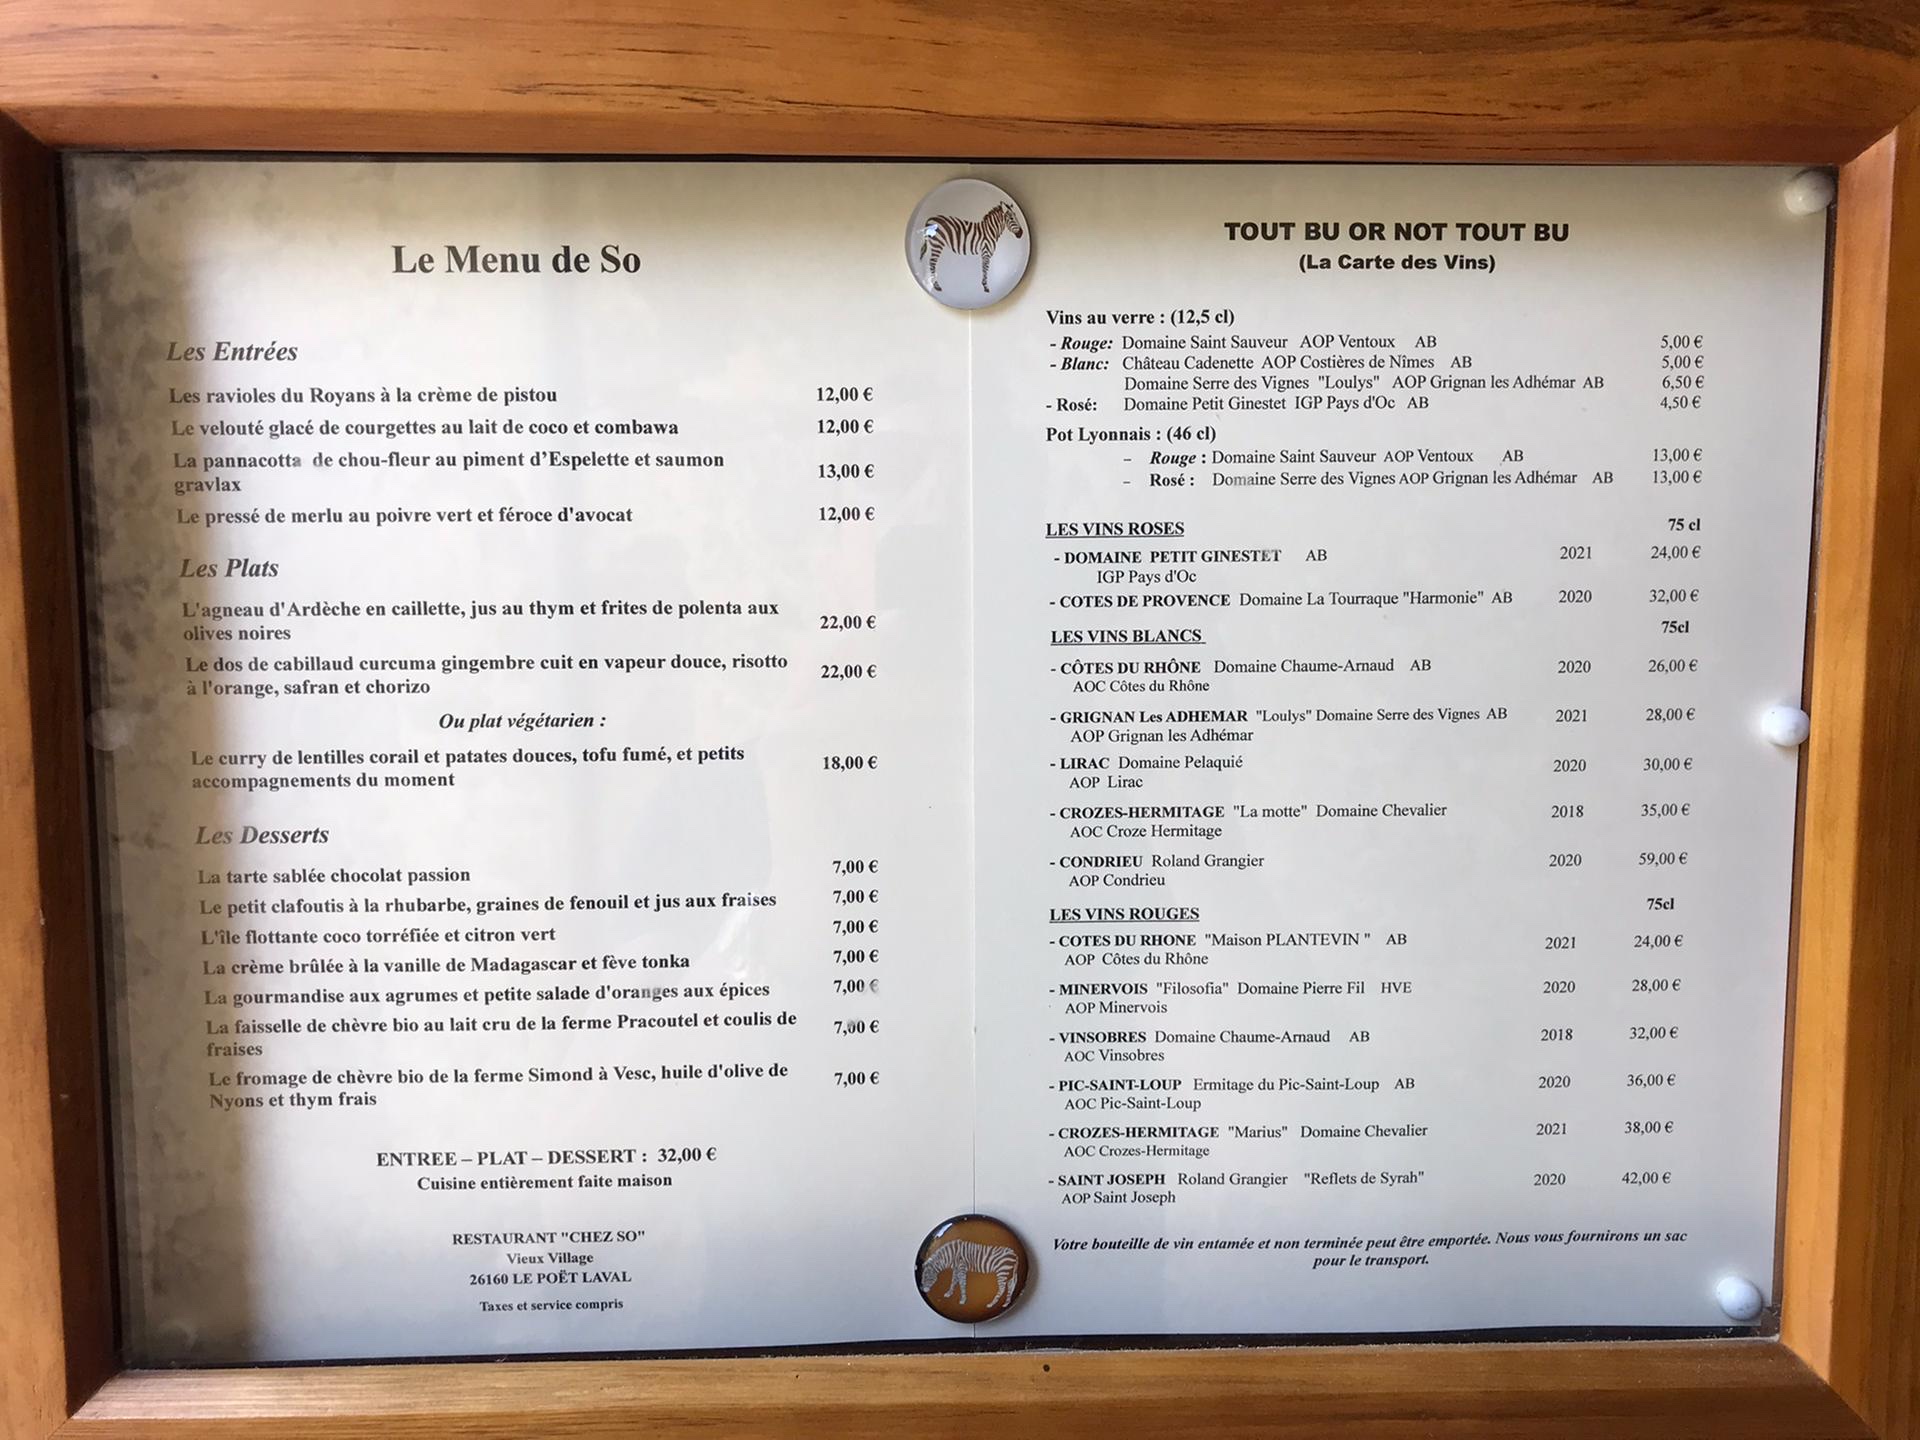 Le Menu de So
Les Entrées
Les ravioles du Royans à la crème de pistou 12,00 €
Le velouté glacé de courgettes au lait de coco et combawa 12,00 €
La pannacotta de chou-fleur au piment d’Espelette et saumon
gravlax 13,00 €
Le pressé de merlu au poivre vert et féroce d'avocat 12,00 €
Les Plats
L'agneau d'Ardèche en caillette, jus au thym et frites de polenta aux
olives noires 22,00 €
Le dos de cabillaud curcuma gingembre cuit en vapeur douce, risotto
à l'orange, safran et chorizo 22,00 €
Ou plat végétarien :
Le curry de lentilles corail et patates douces, tofu fumé, et petits
accompagnements du moment 18,00 €
Les Desserts
La tarte sablée chocolat passion 7,00 €
Le petit clafoutis à la rhubarbe, graines de fenouil et jus aux fraises 7,00 €
L'île flottante coco torréfiée et citron vert 7,00 €
La crème brûlée à la vanille de Madagascar et fève tonka 7,00 €
La gourmandise aux agrumes et petite salade d'oranges aux épices 7,00 €
La faisselle de chèvre bio au lait cru de la ferme Pracoutel et coulis de
fraises 7,00 €
Le fromage de chèvre bio de la ferme Simond à Vesc, huile d'olive de
Nyons et thym frais 7,00 €
ENTREE – PLAT – DESSERT : 32,00 €
Cuisine entièrement faite maison
RESTAURANT "CHEZ SO"
Vieux Village
26160 LE POËT LAVAL
Taxes et service compris
TOUT BU OR NOT TOUT BU
(La Carte des Vins)
Vins au verre : (12,5 cl)
- Rouge: Domaine Saint Sauveur AOP Ventoux AB 5,00 €
- Blanc: Château Cadenette AOP Costières de Nîmes AB 5,00 €
Domaine Serre des Vignes "Loulys" AOP Grignan les Adhémar AB 6,50 €
- Rosé: Domaine Petit Ginestet IGP Pays d'Oc AB 4,50 €
Pot Lyonnais : (46 cl)
– Rouge : Domaine Saint Sauveur AOP Ventoux AB 13,00 €
– Rosé : Domaine Serre des Vignes AOP Grignan les Adhémar AB 13,00 €
LES VINS ROSES 75 cl
- DOMAINE PETIT GINESTET AB 2021 24,00 €
IGP Pays d'Oc
- COTES DE PROVENCE Domaine La Tourraque "Harmonie" AB 2020 32,00 €
LES VINS BLANCS 75cl
- CÔTES DU RHÔNE Domaine Chaume-Arnaud AB 2020 26,00 €
AOC Côtes du Rhône
- GRIGNAN Les ADHEMAR "Loulys" Domaine Serre des Vignes AB 2021 28,00 €
AOP Grignan les Adhémar
- LIRAC Domaine Pelaquié 2020 30,00 €
AOP Lirac
- CROZES-HERMITAGE "La motte" Domaine Chevalier 2018 35,00 €
AOC Croze Hermitage
- CONDRIEU Roland Grangier 2020 59,00 €
AOP Condrieu
LES VINS ROUGES 75cl
- COTES DU RHONE "Maison PLANTEVIN " AB 2021 24,00 €
AOP Côtes du Rhône
- MINERVOIS "Filosofia" Domaine Pierre Fil HVE 2020 28,00 €
AOP Minervois
- VINSOBRES Domaine Chaume-Arnaud AB 2018 32,00 €
AOC Vinsobres
- PIC-SAINT-LOUP Ermitage du Pic-Saint-Loup AB 2020 36,00 €
AOC Pic-Saint-Loup
- CROZES-HERMITAGE "Marius" Domaine Chevalier 2021 38,00 €
AOC Crozes-Hermitage
- SAINT JOSEPH Roland Grangier "Reflets de Syrah" 2020 42,00 €
AOP Saint Joseph
Votre bouteille de vin entamée et non terminée peut être emportée. Nous vous fournirons un sac
pour le transport.